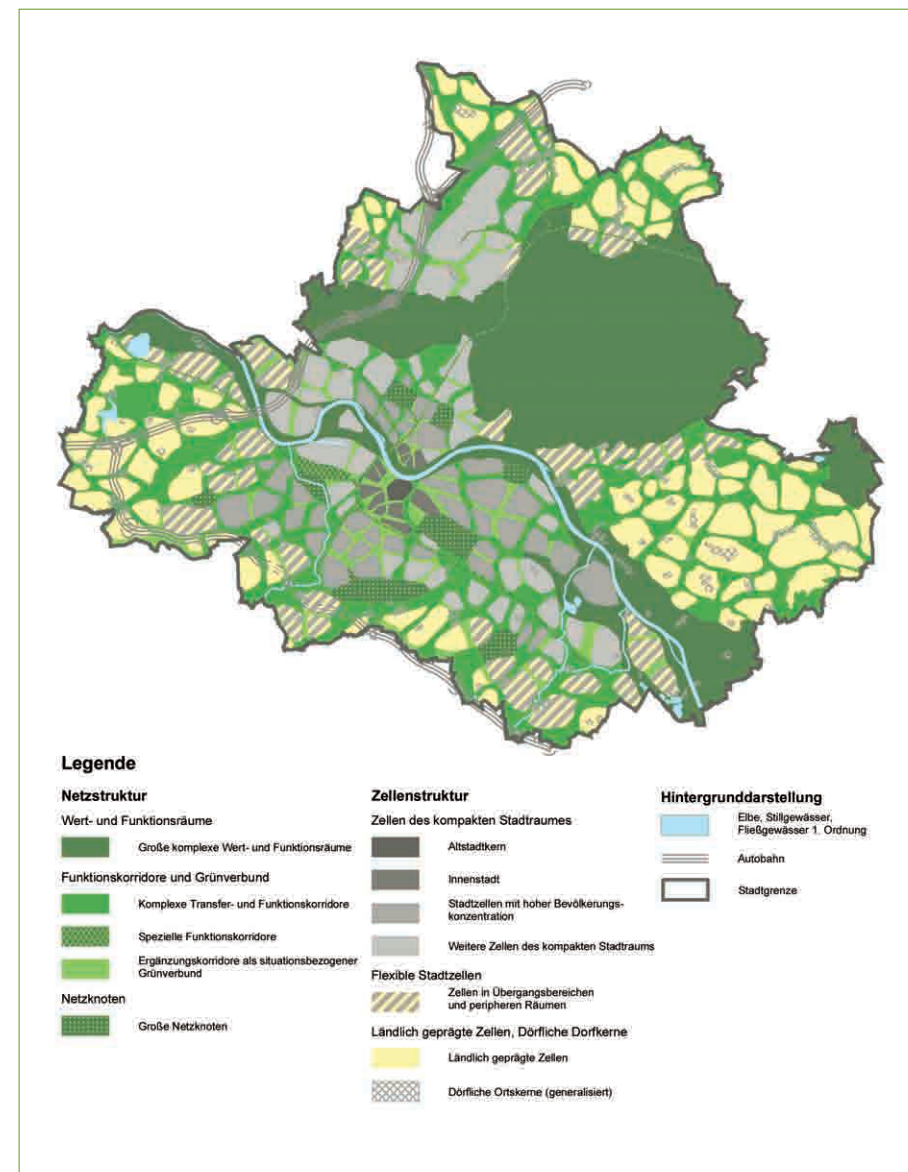 Legende
Netzstruktur
Wert- und Funktionsräume
Große komplexe Wert- und Funktionsräume
Funktionskorridore und Grünverbund
Komplexe Transfer- und Funktionskorridore
Spezielle Funktionskorridore
Ergänzungskorridore als situationsbezogener
Grünverbund
Netzknoten
Große Netzknoten
Zellenstruktur
Zellen des kompakten Stadtraumes
Altstadtkern
Innenstadt
Stadtzellen mit hoher Bevölkerungs-
konzentration
Weitere Zellen des kompakten Stadtraums
Flexible Stadtzellen
Zellen in Übergangsbereichen
und peripheren Räumen
Ländlich geprägte Zellen, Dörfliche Dorfkerne
Ländlich geprägte Zellen
Dörfliche Ortskerne (generalisiert)
Hintergrunddarstellung
Elbe, Stillgewässer,
Fließgewässer 1. Ordnung
Autobahn
Stadtgrenze